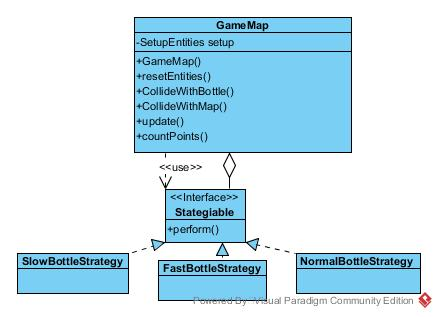 GameMap
-SetupEntities setup
+GameMap()
+resetEntities()
+CollideWithBottle()
+CollideWithMap()
+update()
+countPoints()
<<use>>
<<Interface>>
Stategiable
+perform()
SlowBottleStrategy
FastBottleStrategy
NormalBottleStrategy
Powered By Visual Paradigm Community Edition